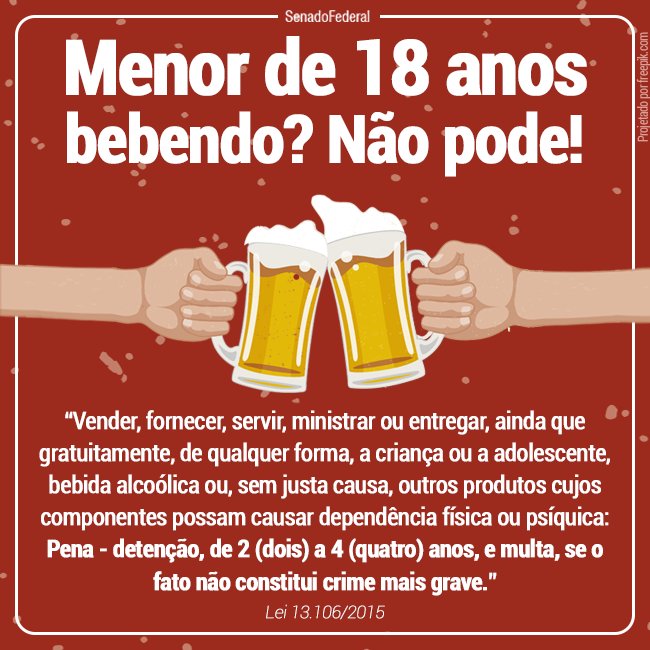 SenadoFederal
Menor de 18 anos
bebendo? Não pode!
Projetado por freepik.com
“Vender, fornecer, servir, ministrar ou entregar, ainda que
gratuitamente, de qualquer forma, a criança ou a adolescente,
bebida alcoólica ou, sem justa causa, outros produtos cujos
componentes possam causar dependência física ou psíquica:
Pena - detenção, de 2 (dois) a 4 (quatro) anos, e multa, se o
fato não constitui crime mais grave.”
Lei 13.106/2015